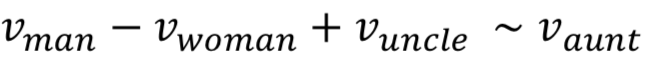 v_man − v_woman + v_uncle ~ v_aunt